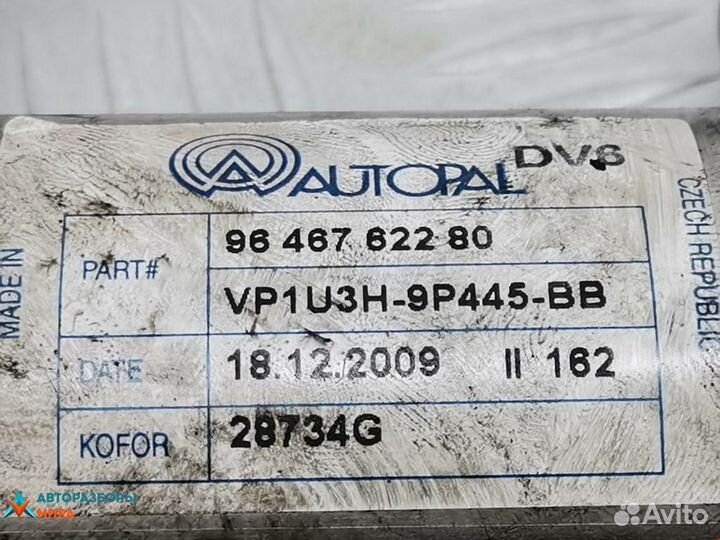 AUTOPAL DV6
MADE IN
CZECH REPUBLIC
PART# 96 467 622 80
VP1U3H-9P445-BB
DATE 18.12.2009 II 162
KOFOR 28734G
АВТОРАЗБОРЫ
Avito